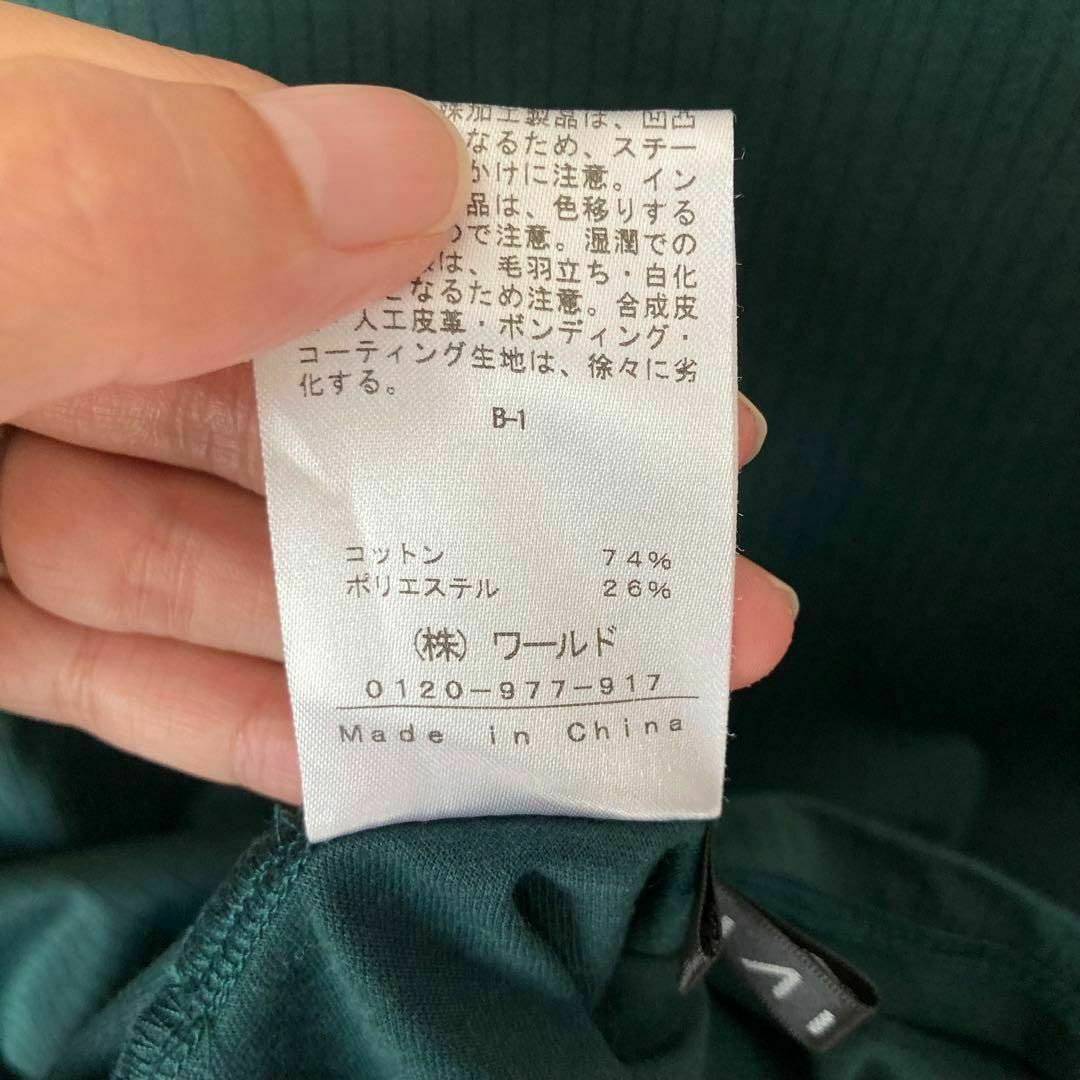 加工製品は、凹凸
なるため、スチー
かけに注意。イン
品は、色移りする
ので注意。湿潤での
は、毛羽立ち・白化
となるため注意。合成皮
人工皮革・ボンディング・
コーティング生地は、徐々に劣
化する。
B-1
コットン 74%
ポリエステル 26%
(株) ワールド
0120-977-917
Made in China